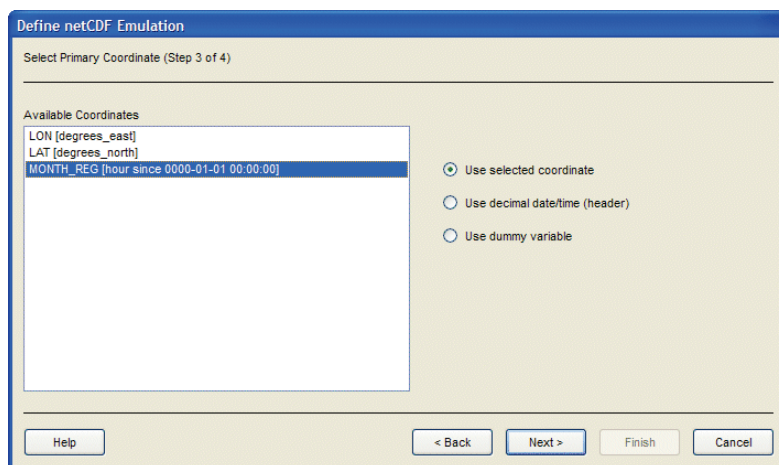 Define netCDF Emulation
Select Primary Coordinate (Step 3 of 4)
Available Coordinates
LON [degrees_east]
LAT [degrees_north]
MONTH_REG [hour since 0000-01-01 00:00:00]
Use selected coordinate
Use decimal date/time (header)
Use dummy variable
Help
< Back
Next >
Finish
Cancel